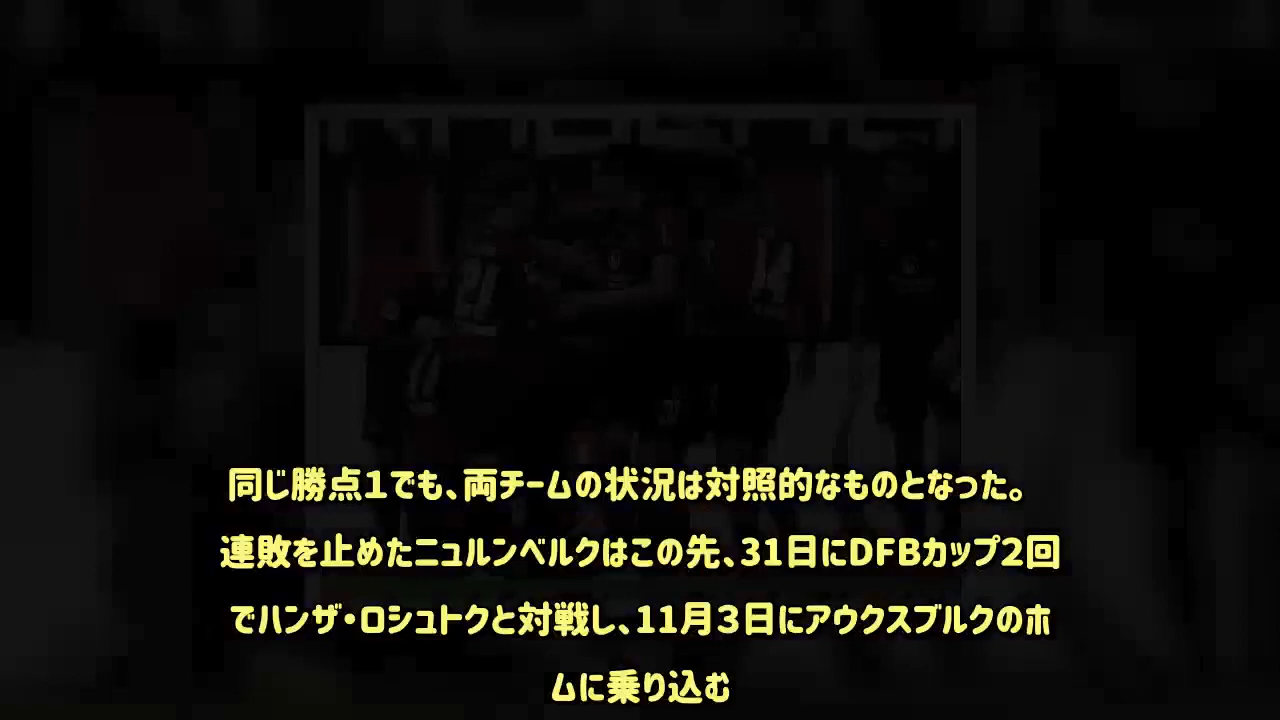 同じ勝点1でも、両チームの状況は対照的なものとなった。
連敗を止めたニュルンベルクはこの先、31日にDFBカップ2回
でハンザ・ロシュトクと対戦し、11月3日にアウクスブルクのホ
ムに乗り込む